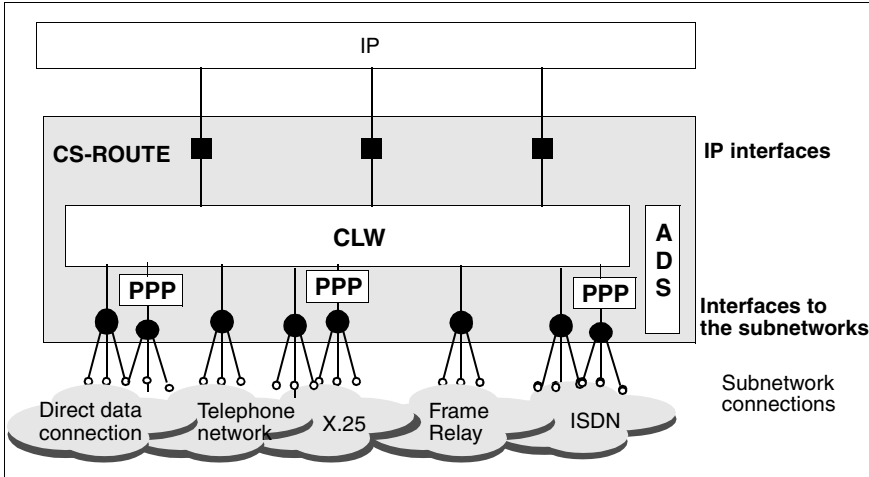 IP
CS-ROUTE
IP interfaces
CLW
A
D
S
PPP
PPP
PPP
Interfaces to
the subnetworks
Direct data
connection
Telephone
network
X.25
Frame
Relay
ISDN
Subnetwork
connections